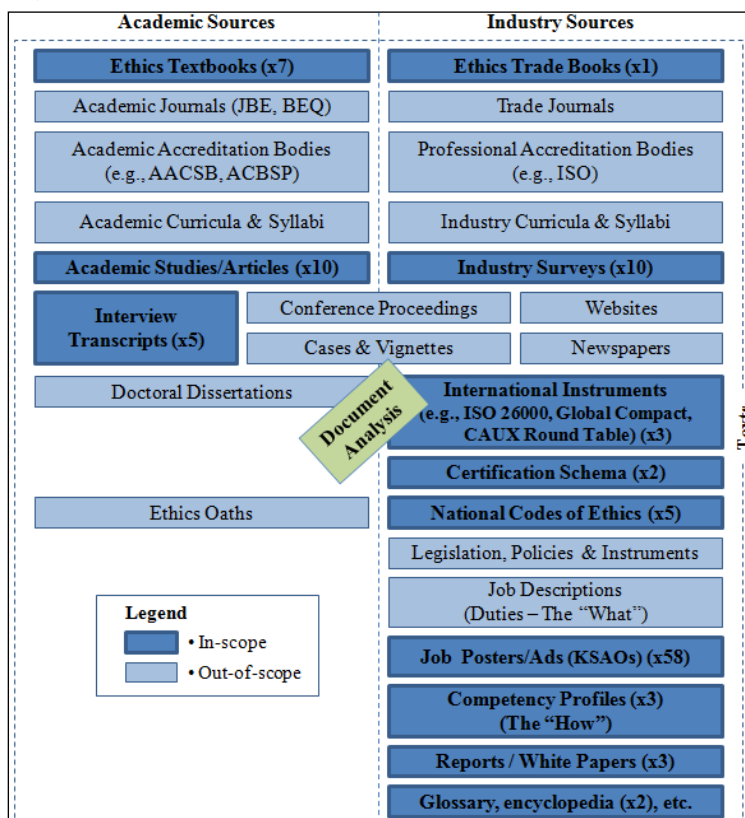 Academic Sources
Industry Sources
Ethics Textbooks (x7)
Ethics Trade Books (x1)
Academic Journals (JBE, BEQ)
Trade Journals
Academic Accreditation Bodies
(e.g., AACSB, ACBSP)
Professional Accreditation Bodies
(e.g., ISO)
Academic Curricula & Syllabi
Industry Curricula & Syllabi
Academic Studies/Articles (x10)
Industry Surveys (x10)
Interview
Transcripts (x5)
Conference Proceedings
Websites
Cases & Vignettes
Newspapers
Doctoral Dissertations
Document
Analysis
International Instruments
(e.g., ISO 26000, Global Compact,
CAUX Round Table) (x3)
Certification Schema (x2)
Ethics Oaths
National Codes of Ethics (x5)
Legislation, Policies & Instruments
Job Descriptions
(Duties – The “What”)
Legend
• In-scope
• Out-of-scope
Job Posters/Ads (KSAOs) (x58)
Competency Profiles (x3)
(The “How”)
Reports / White Papers (x3)
Glossary, encyclopedia (x2), etc.